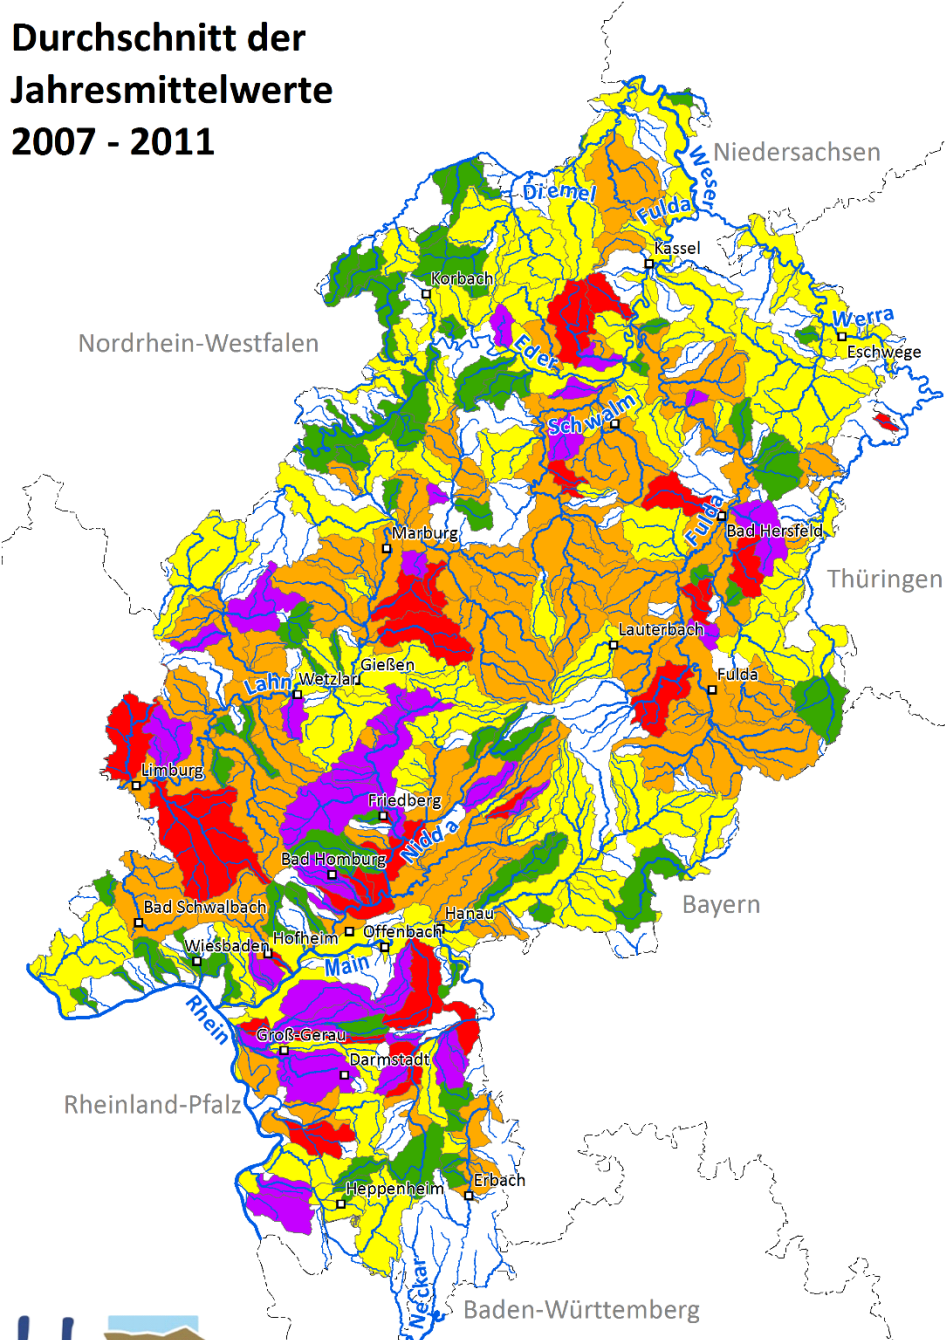 Durchschnitt der
Jahresmittelwerte
2007 - 2011
Niedersachsen
Weser
Diemel
Fulda
Kassel
Korbach
Werra
Nordrhein-Westfalen
Eder
Eschwege
Schwalm
Fulda
Bad Hersfeld
Marburg
Thüringen
Lauterbach
Gießen
Lahn
Wetzlar
Fulda
Limburg
Friedberg
Nidda
Bad Homburg
Bayern
Bad Schwalbach
Hanau
Offenbach
Hofheim
Wiesbaden
Main
Rhein
Groß-Gerau
Darmstadt
Rheinland-Pfalz
Erbach
Heppenheim
Neckar
Baden-Württemberg